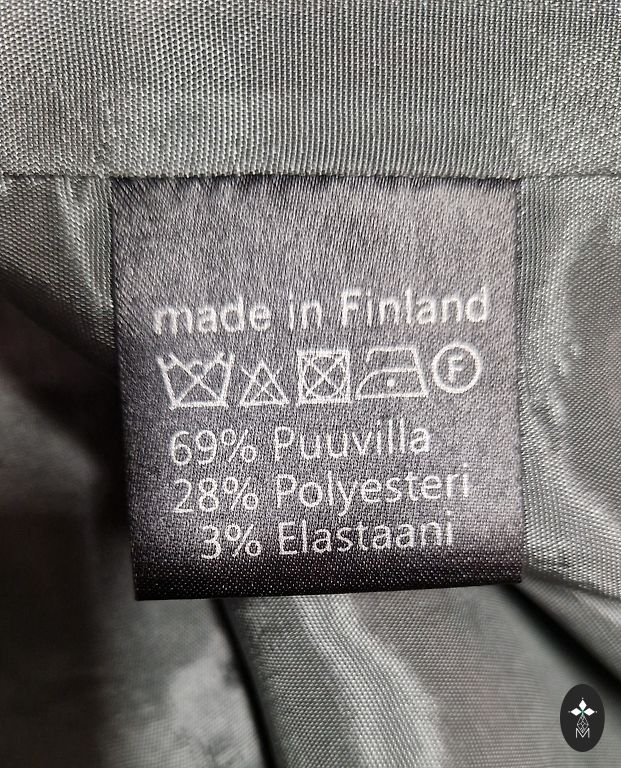 made in Finland
F
69% Puuvilla
28% Polyesteri
3% Elastaani
M